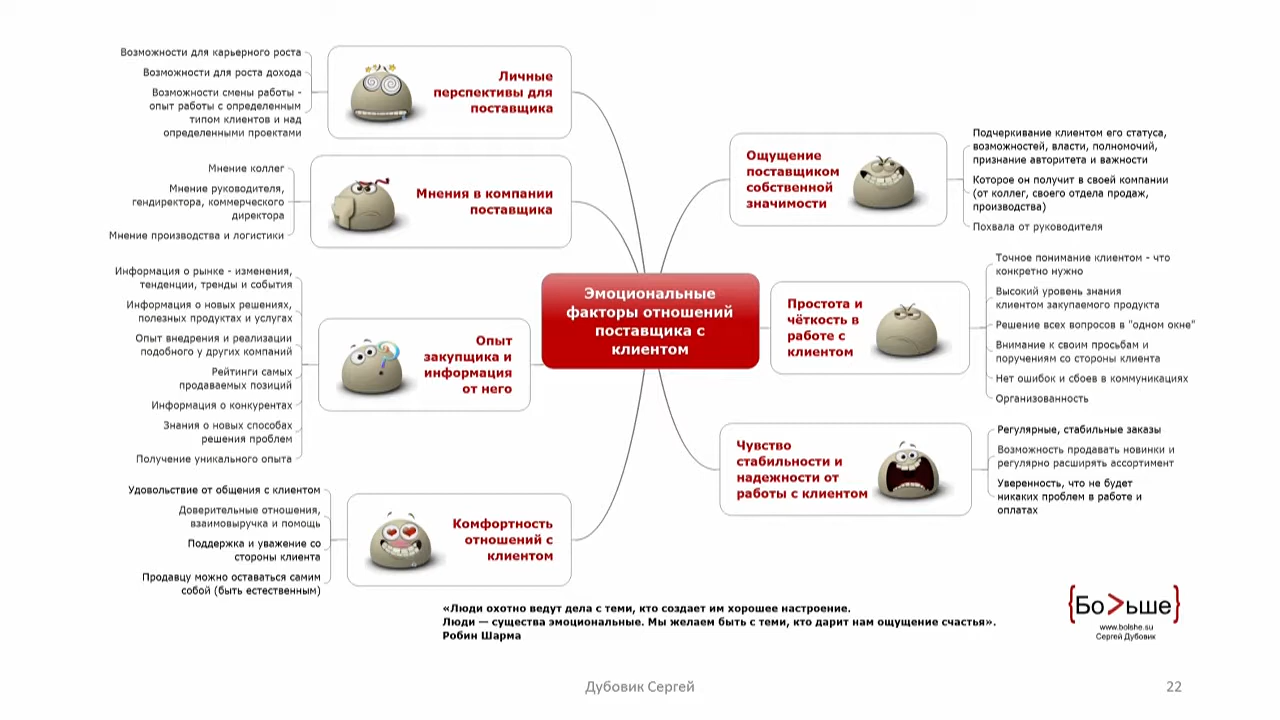 Возможности для карьерного роста
Возможности для роста дохода
Возможности смены работы -
опыт работы с определенным
типом клиентов и над
определенными проектами
Личные
перспективы для
поставщика
Мнение коллег
Мнение руководителя,
гендиректора, коммерческого
директора
Мнение производства и логистики
Мнения в компании
поставщика
Информация о рынке - изменения,
тенденции, тренды и события
Информация о новых решениях,
полезных продуктах и услугах
Опыт внедрения и реализации
подобного у других компаний
Рейтинги самых
продаваемых позиций
Информация о конкурентах
Знания о новых способах
решения проблем
Получение уникального опыта
Опыт
закупщика и
информация
от него
Удовольствие от общения с клиентом
Доверительные отношения,
взаимовыручка и помощь
Поддержка и уважение со
стороны клиента
Продавцу можно оставаться самим
собой (быть естественным)
Комфортность
отношений с
клиентом
Эмоциональные
факторы отношений
поставщика с
клиентом
Ощущение
поставщиком
собственной
значимости
Подчеркивание клиентом его статуса,
возможностей, власти, полномочий,
признание авторитета и важности
Которое он получит в своей компании
(от коллег, своего отдела продаж,
производства)
Похвала от руководителя
Простота и
чёткость в
работе с
клиентом
Точное понимание клиентом - что
конкретно нужно
Высокий уровень знания
клиентом закупаемого продукта
Решение всех вопросов в "одном окне"
Внимание к своим просьбам и
поручениям со стороны клиента
Нет ошибок и сбоев в коммуникациях
Организованность
Чувство
стабильности и
надежности от
работы с клиентом
Регулярные, стабильные заказы
Возможность продавать новинки и
регулярно расширять ассортимент
Уверенность, что не будет
никаких проблем в работе и
оплатах
«Люди охотно ведут дела с теми, кто создает им хорошее настроение.
Люди — существа эмоциональные. Мы желаем быть с теми, кто дарит нам ощущение счастья».
Робин Шарма
{Бо>ьше}
www.bolshe.su
Сергей Дубовик
Дубовик Сергей
22